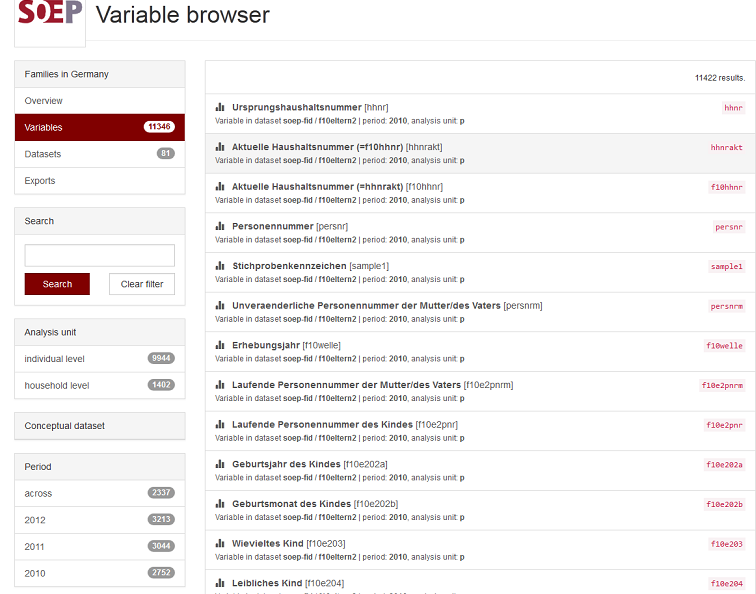 SOEP
Variable browser
Families in Germany
Overview
Variables 11346
Datasets 81
Exports
Search
Search Clear filter
Analysis unit
individual level 9944
household level 1402
Conceptual dataset
Period
across 2337
2012 3213
2011 3044
2010 2752
11422 results.
Ursprungshaushaltsnummer [hhnr] hhnr
Variable in dataset soep-fid / f10eltern2 | period: 2010, analysis unit: p
Aktuelle Haushaltsnummer (=f10hhnr) [hhnrakt] hhnrakt
Variable in dataset soep-fid / f10eltern2 | period: 2010, analysis unit: p
Aktuelle Haushaltsnummer (=hhnrakt) [f10hhnr] f10hhnr
Variable in dataset soep-fid / f10eltern2 | period: 2010, analysis unit: p
Personennummer [persnr] persnr
Variable in dataset soep-fid / f10eltern2 | period: 2010, analysis unit: p
Stichprobenkennzeichen [sample1] sample1
Variable in dataset soep-fid / f10eltern2 | period: 2010, analysis unit: p
Unveraenderliche Personennummer der Mutter/des Vaters [persnrm] persnrm
Variable in dataset soep-fid / f10eltern2 | period: 2010, analysis unit: p
Erhebungsjahr [f10welle] f10welle
Variable in dataset soep-fid / f10eltern2 | period: 2010, analysis unit: p
Laufende Personennummer der Mutter/des Vaters [f10e2pnrm] f10e2pnrm
Variable in dataset soep-fid / f10eltern2 | period: 2010, analysis unit: p
Laufende Personennummer des Kindes [f10e2pnr] f10e2pnr
Variable in dataset soep-fid / f10eltern2 | period: 2010, analysis unit: p
Geburtsjahr des Kindes [f10e202a] f10e202a
Variable in dataset soep-fid / f10eltern2 | period: 2010, analysis unit: p
Geburtsmonat des Kindes [f10e202b] f10e202b
Variable in dataset soep-fid / f10eltern2 | period: 2010, analysis unit: p
Wievieltes Kind [f10e203] f10e203
Variable in dataset soep-fid / f10eltern2 | period: 2010, analysis unit: p
Leibliches Kind [f10e204] f10e204